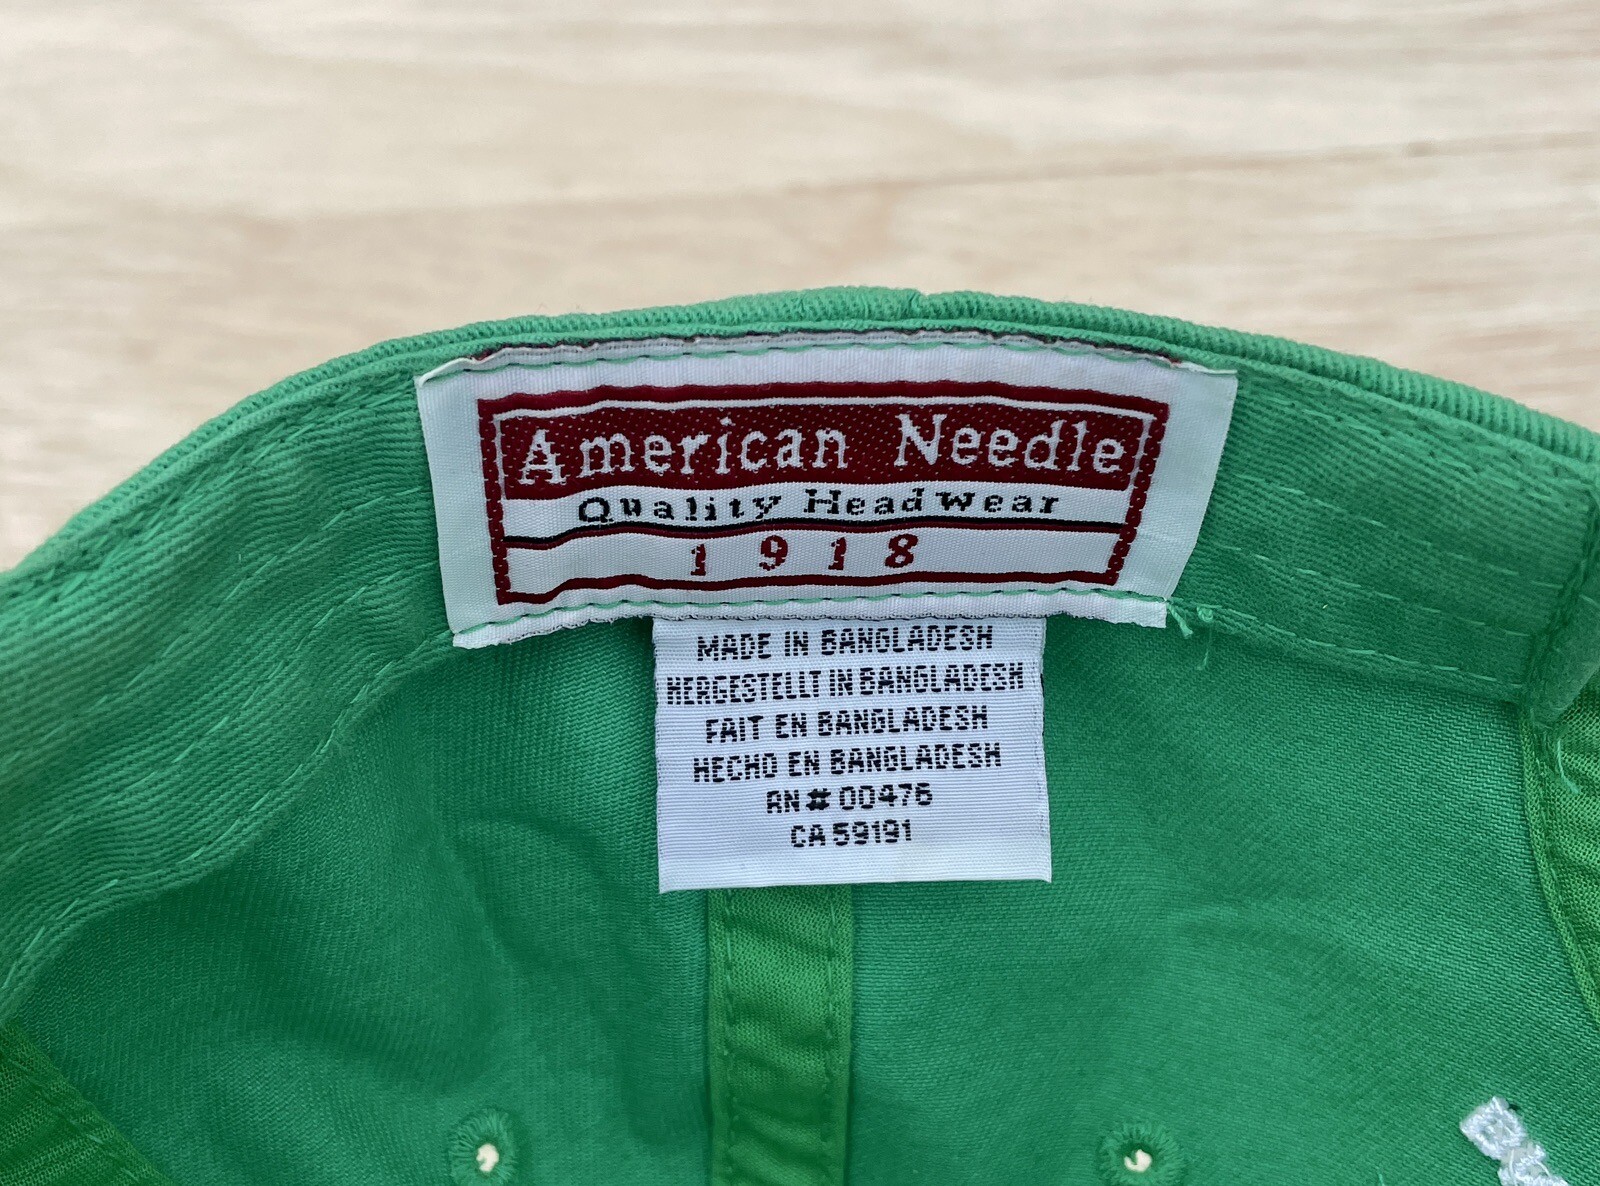 American Needle
Quality Headwear
1918
MADE IN BANGLADESH
HERGESTELLT IN BANGLADESH
FAIT EN BANGLADESH
HECHO EN BANGLADESH
RN# 00476
CA 59191